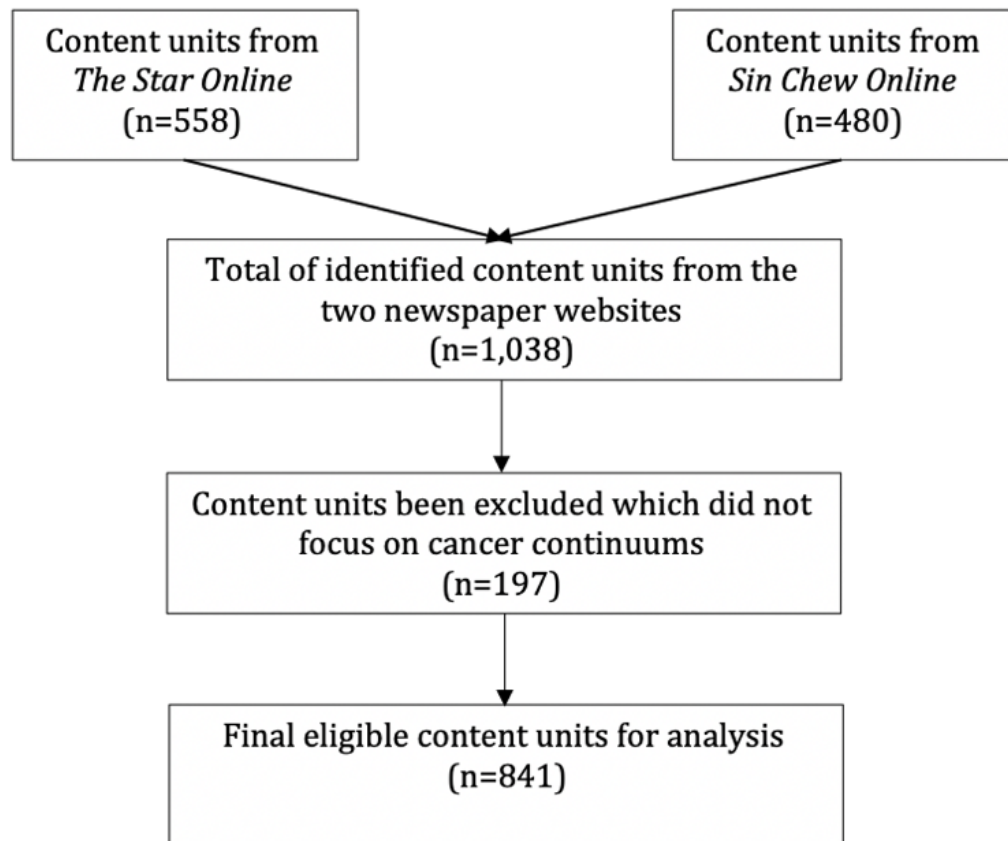 Content units from
The Star Online
(n=558)
Content units from
Sin Chew Online
(n=480)
Total of identified content units from the
two newspaper websites
(n=1,038)
Content units been excluded which did not
focus on cancer continuums
(n=197)
Final eligible content units for analysis
(n=841)